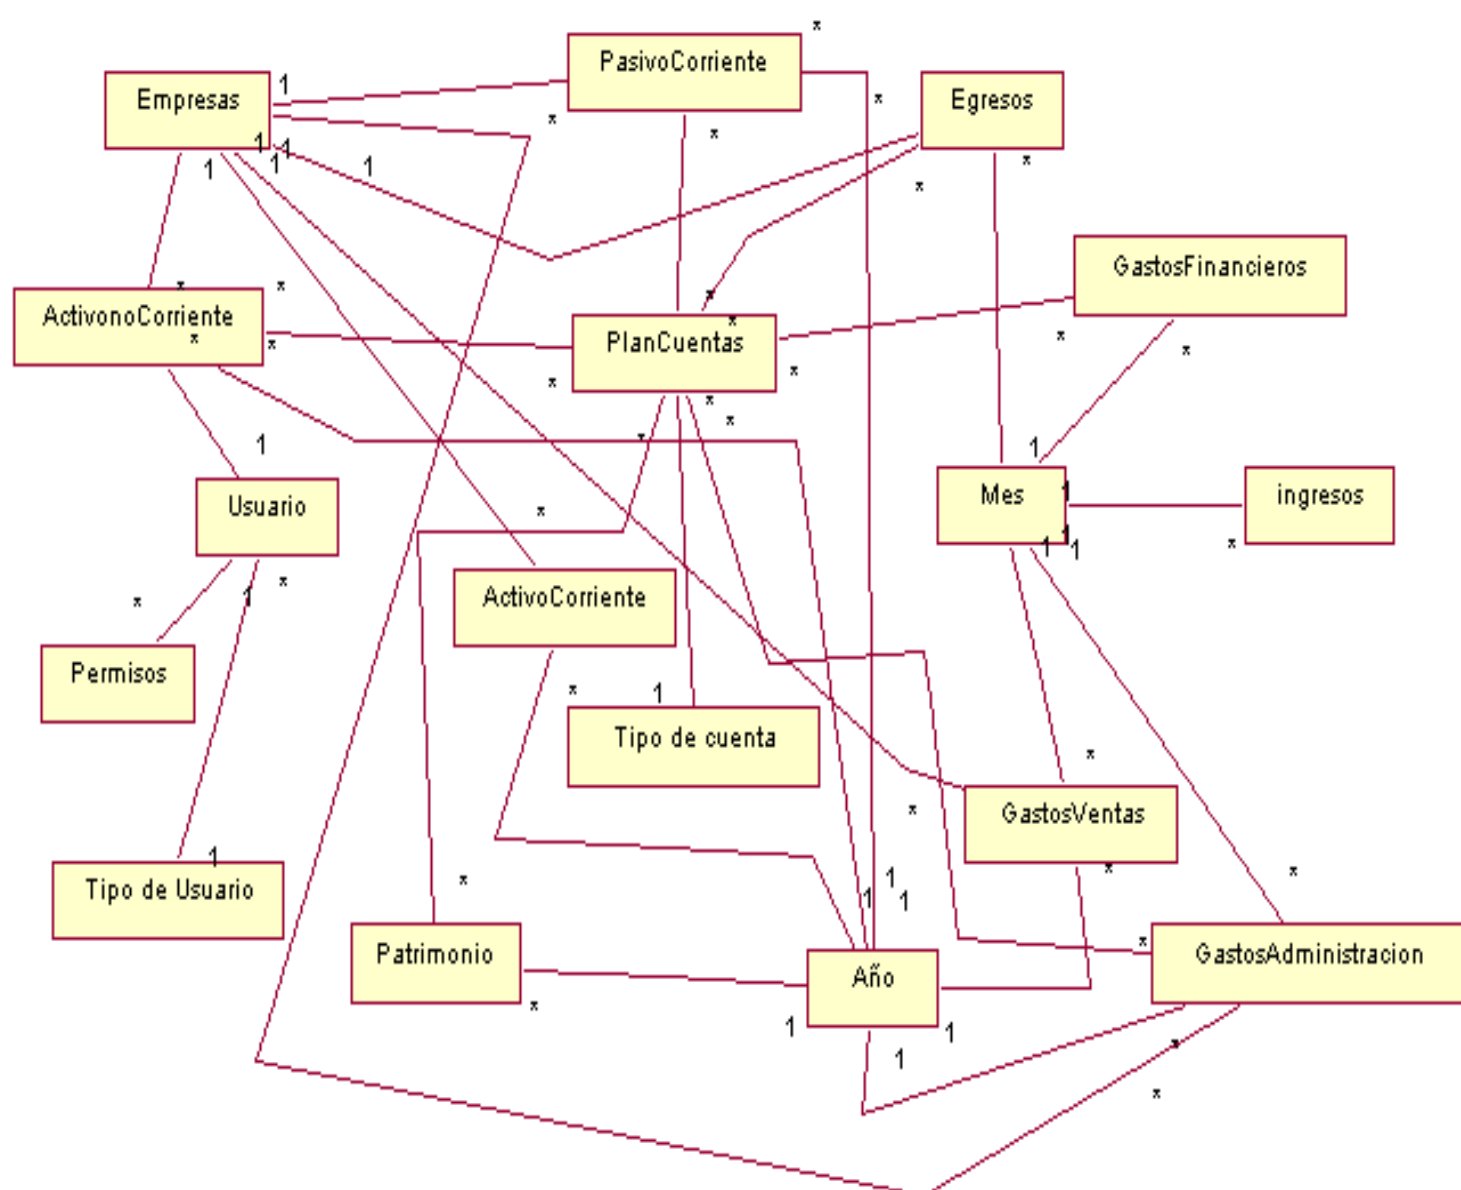 PasivoCorriente
Empresas
Egresos
GastosFinancieros
ActivonoCorriente
PlanCuentas
Usuario
Mes
ingresos
ActivoCorriente
Permisos
Tipo de cuenta
GastosVentas
Tipo de Usuario
Patrimonio
Año
GastosAdministracion